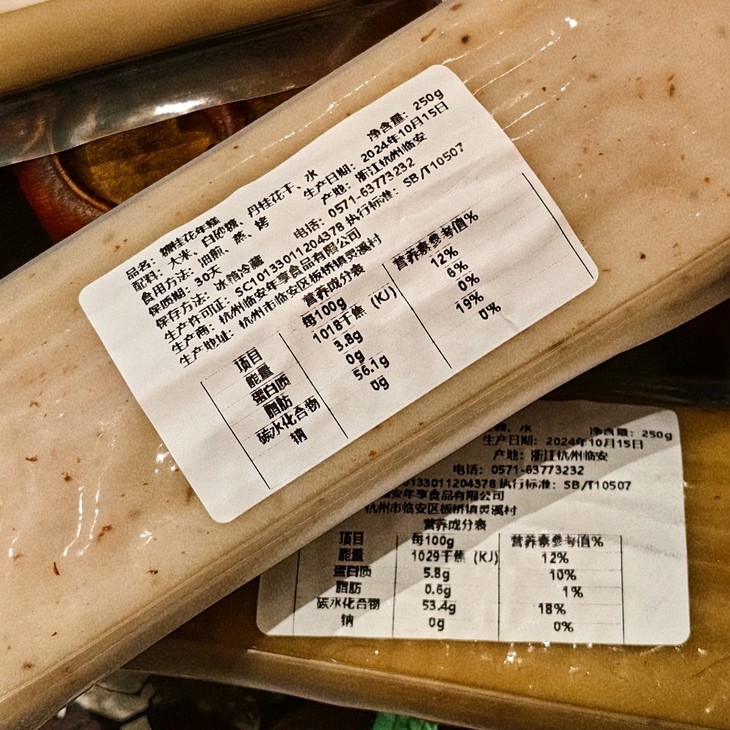 品名：糖桂花年糕 净含量：250g
配料：大米、白砂糖、丹桂花干、水
食用方法：油煎、蒸、烤 生产日期：2024年10月15日
保质期：30天 产地：浙江杭州临安
保存方法：冰箱冷藏 电话：0571-63773232
生产许可证：SC10133011204378 执行标准：SB/T10507
生产商：杭州临安年享食品有限公司
生产地址：杭州市临安区板桥镇灵溪村
营养成分表
项目 每100g 营养素参考值%
能量 1018千焦（KJ） 12%
蛋白质 3.8g 6%
脂肪 0g 0%
碳水化合物 56.1g 19%
钠 0g 0%
、水 净含量：250g
生产日期：2024年10月15日
产地：浙江杭州临安
电话：0571-63773232
0133011204378 执行标准：SB/T10507
安年享食品有限公司
杭州市临安区板桥镇灵溪村
营养成分表
项目 每100g 营养素参考值%
能量 1029千焦（KJ） 12%
蛋白质 5.8g 10%
脂肪 0.6g 1%
碳水化合物 53.4g 18%
钠 0g 0%